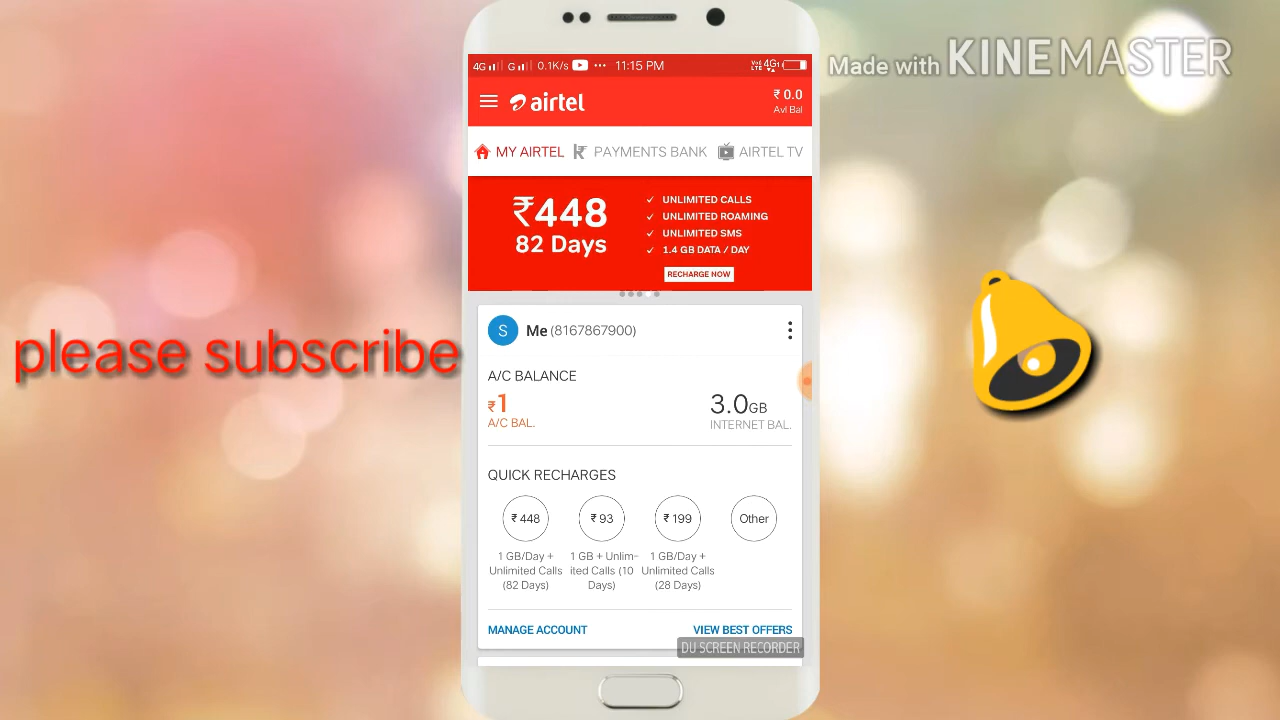 4G G 0.1K/s ... 11:15 PM VoLTE 4G
airtel
₹ 0.0
Avl Bal
MY AIRTEL PAYMENTS BANK AIRTEL TV
₹448
82 Days
✓ UNLIMITED CALLS
✓ UNLIMITED ROAMING
✓ UNLIMITED SMS
✓ 1.4 GB DATA / DAY
RECHARGE NOW
S Me (8167867900)
A/C BALANCE
₹1
A/C BAL.
3.0GB
INTERNET BAL.
QUICK RECHARGES
₹ 448
1 GB/Day +
Unlimited Calls
(82 Days)
₹ 93
1 GB + Unlim-
ited Calls (10
Days)
₹ 199
1 GB/Day +
Unlimited Calls
(28 Days)
Other
MANAGE ACCOUNT
VIEW BEST OFFERS
DU SCREEN RECORDER
please subscribe
Made with KINEMASTER